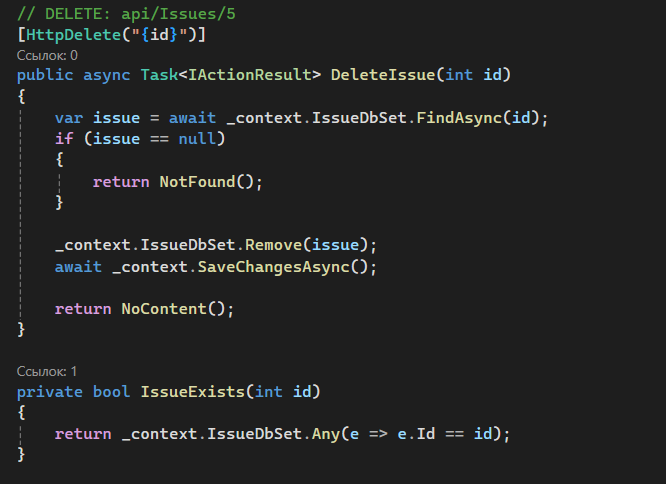 // DELETE: api/Issues/5
[HttpDelete("{id}")]
Ссылок: 0
public async Task<IActionResult> DeleteIssue(int id)
{
    var issue = await _context.IssueDbSet.FindAsync(id);
    if (issue == null)
    {
        return NotFound();
    }

    _context.IssueDbSet.Remove(issue);
    await _context.SaveChangesAsync();

    return NoContent();
}

Ссылок: 1
private bool IssueExists(int id)
{
    return _context.IssueDbSet.Any(e => e.Id == id);
}